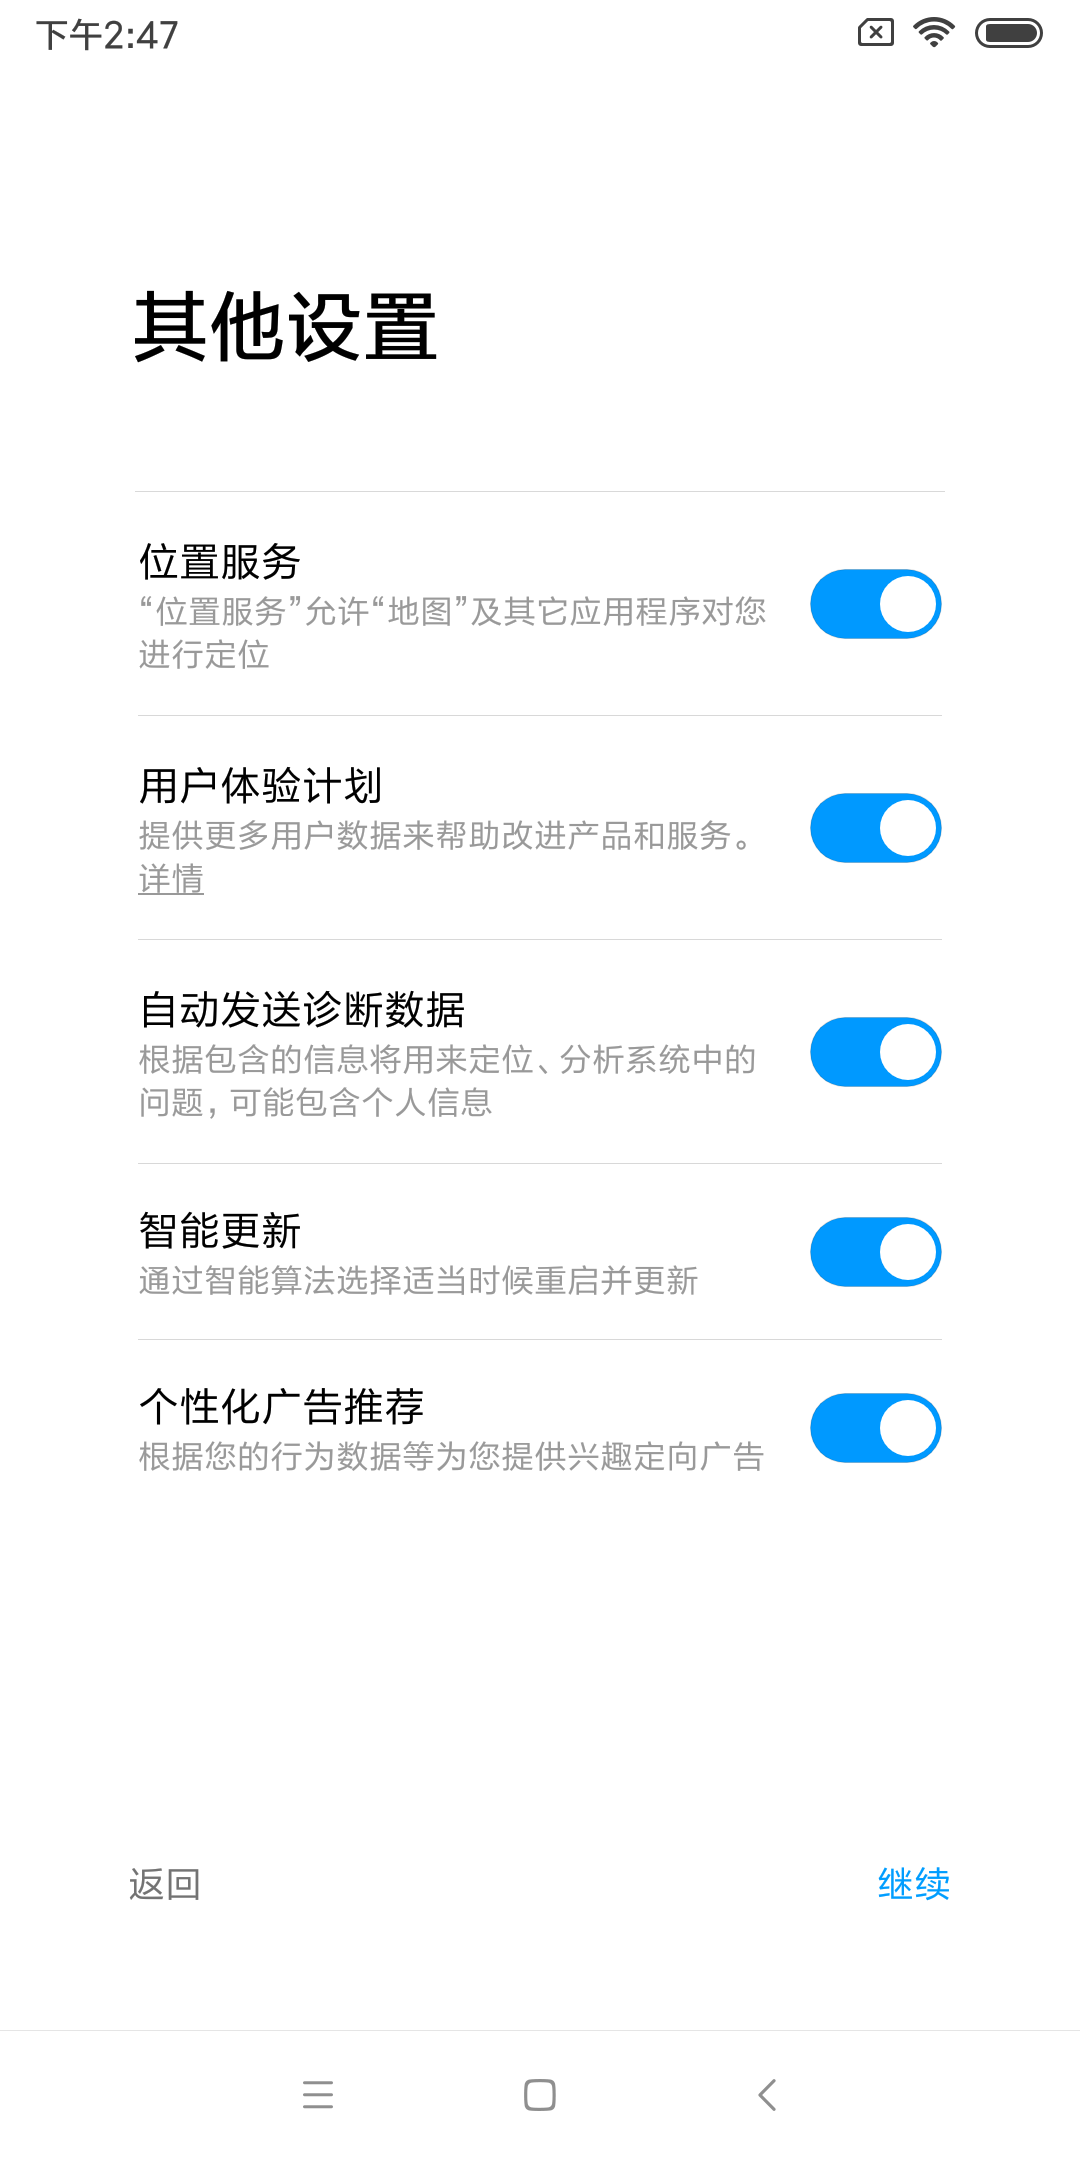 下午2:47
其他设置
位置服务
“位置服务”允许“地图”及其它应用程序对您
进行定位
用户体验计划
提供更多用户数据来帮助改进产品和服务。
详情
自动发送诊断数据
根据包含的信息将用来定位、分析系统中的
问题，可能包含个人信息
智能更新
通过智能算法选择适当时候重启并更新
个性化广告推荐
根据您的行为数据等为您提供兴趣定向广告
返回
继续